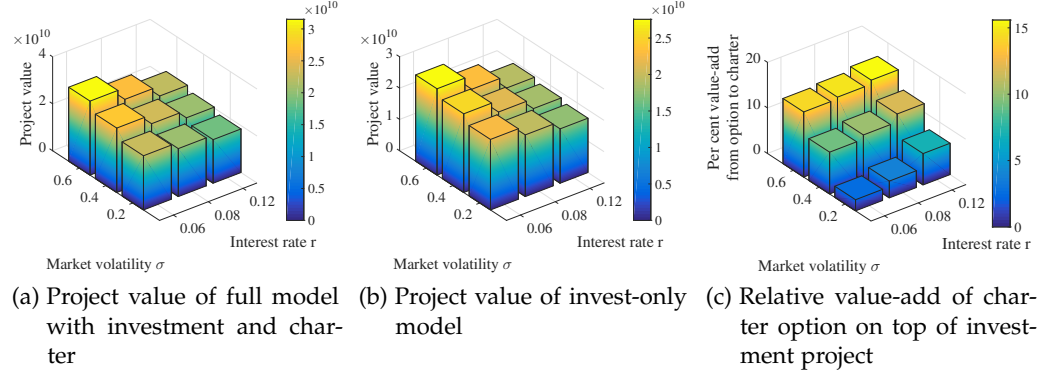 ×10^10
4
2
0
Project value
0.6
0.4
0.2
0.06
0.08
0.12
Interest rate r
Market volatility σ
×10^10
3
2.5
2
1.5
1
0.5
0
×10^10
3
2
1
0
Project value
0.6
0.4
0.2
0.06
0.08
0.12
Interest rate r
Market volatility σ
×10^10
2.5
2
1.5
1
0.5
0
20
10
0
Per cent value-add
from option to charter
0.6
0.4
0.2
0.06
0.08
0.12
Interest rate r
Market volatility σ
15
10
5
0
(a) Project value of full model
with investment and char-
ter
(b) Project value of invest-only
model
(c) Relative value-add of char-
ter option on top of invest-
ment project